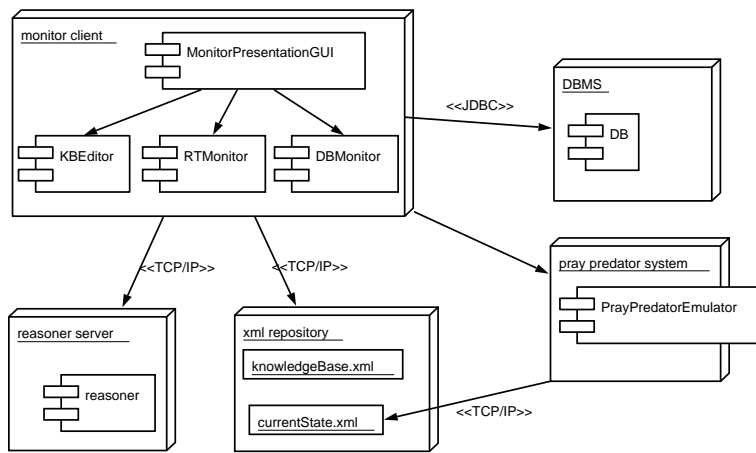 monitor client
MonitorPresentationGUI
KBEditor
RTMonitor
DBMonitor
<<JDBC>>
DBMS
DB
<<TCP/IP>>
<<TCP/IP>>
pray predator system
PrayPredatorEmulator
reasoner server
reasoner
xml repository
knowledgeBase.xml
currentState.xml
<<TCP/IP>>